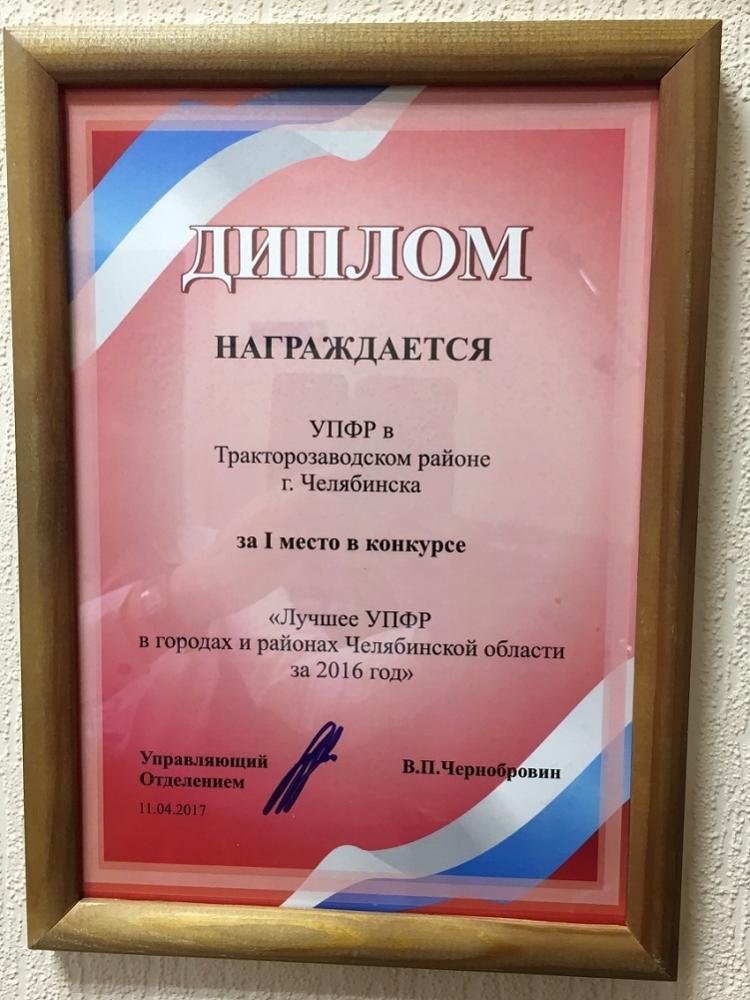 ДИПЛОМ
НАГРАЖДАЕТСЯ
УПФР в
Тракторозаводском районе
г. Челябинска
за I место в конкурсе
«Лучшее УПФР
в городах и районах Челябинской области
за 2016 год»
Управляющий
Отделением
В.П.Чернобровин
11.04.2017